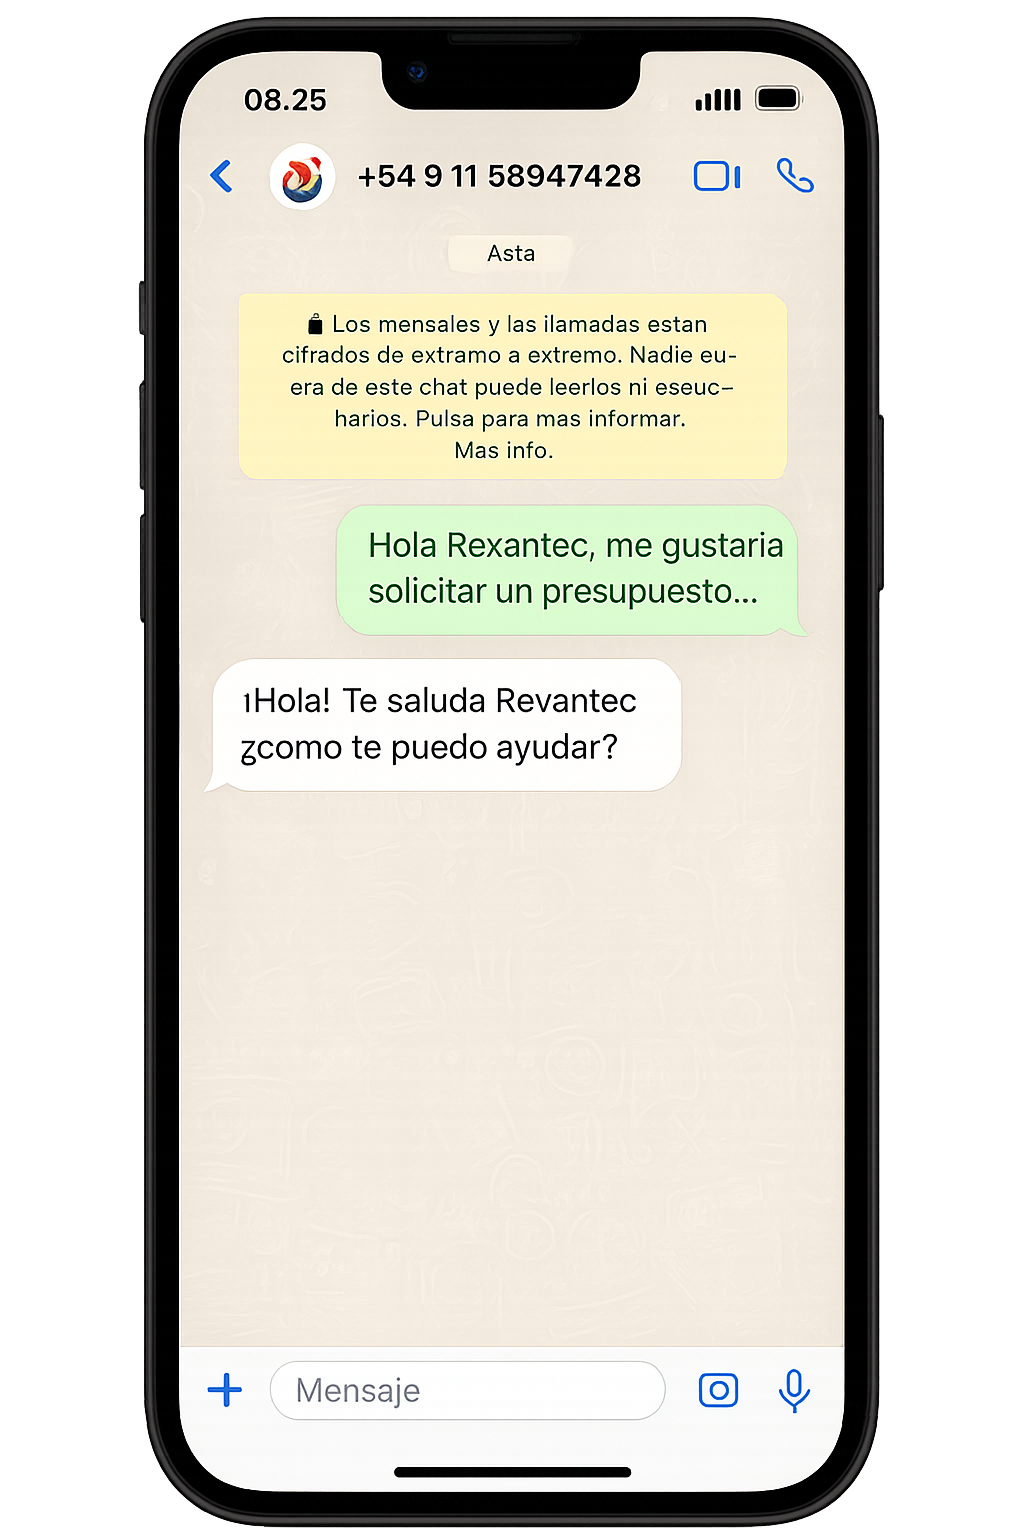 08.25
+54 9 11 58947428
Asta
Los mensales y las ilamadas estan
cifrados de extramo a extremo. Nadie eu-
era de este chat puede leerlos ni eseuc-
harios. Pulsa para mas informar.
Mas info.
Hola Rexantec, me gustaria
solicitar un presupuesto...
ıHola! Te saluda Revantec
ȥcomo te puedo ayudar?
Mensaje